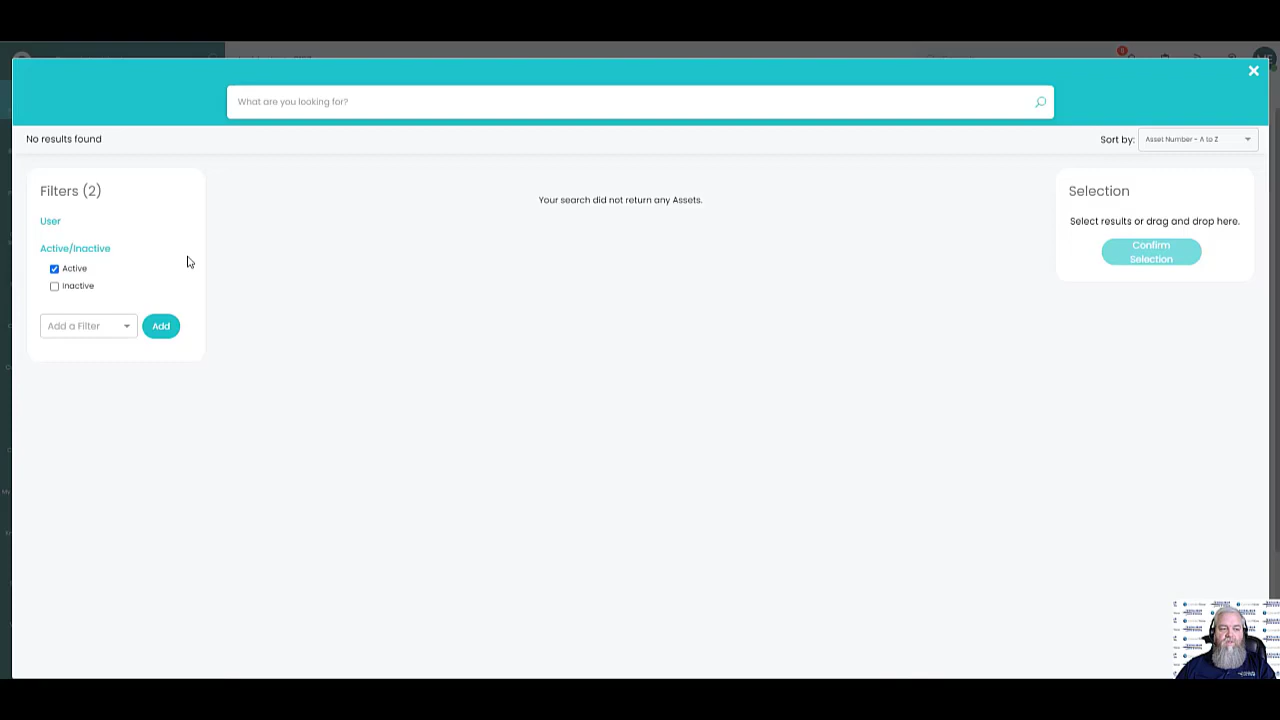 What are you looking for?
No results found
Sort by:
Asset Number - A to Z
Filters (2)
User
Active/Inactive
Active
Inactive
Add a Filter
Add
Your search did not return any Assets.
Selection
Select results or drag and drop here.
Confirm
Selection